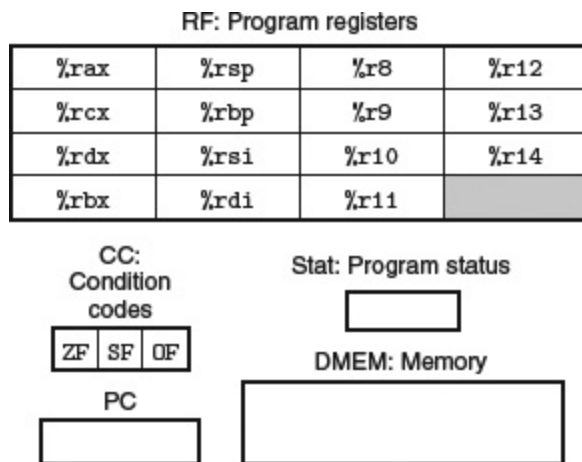 RF: Program registers
%rax %rsp %r8 %r12
%rcx %rbp %r9 %r13
%rdx %rsi %r10 %r14
%rbx %rdi %r11
CC:
Condition
codes
ZF SF OF
Stat: Program status
DMEM: Memory
PC